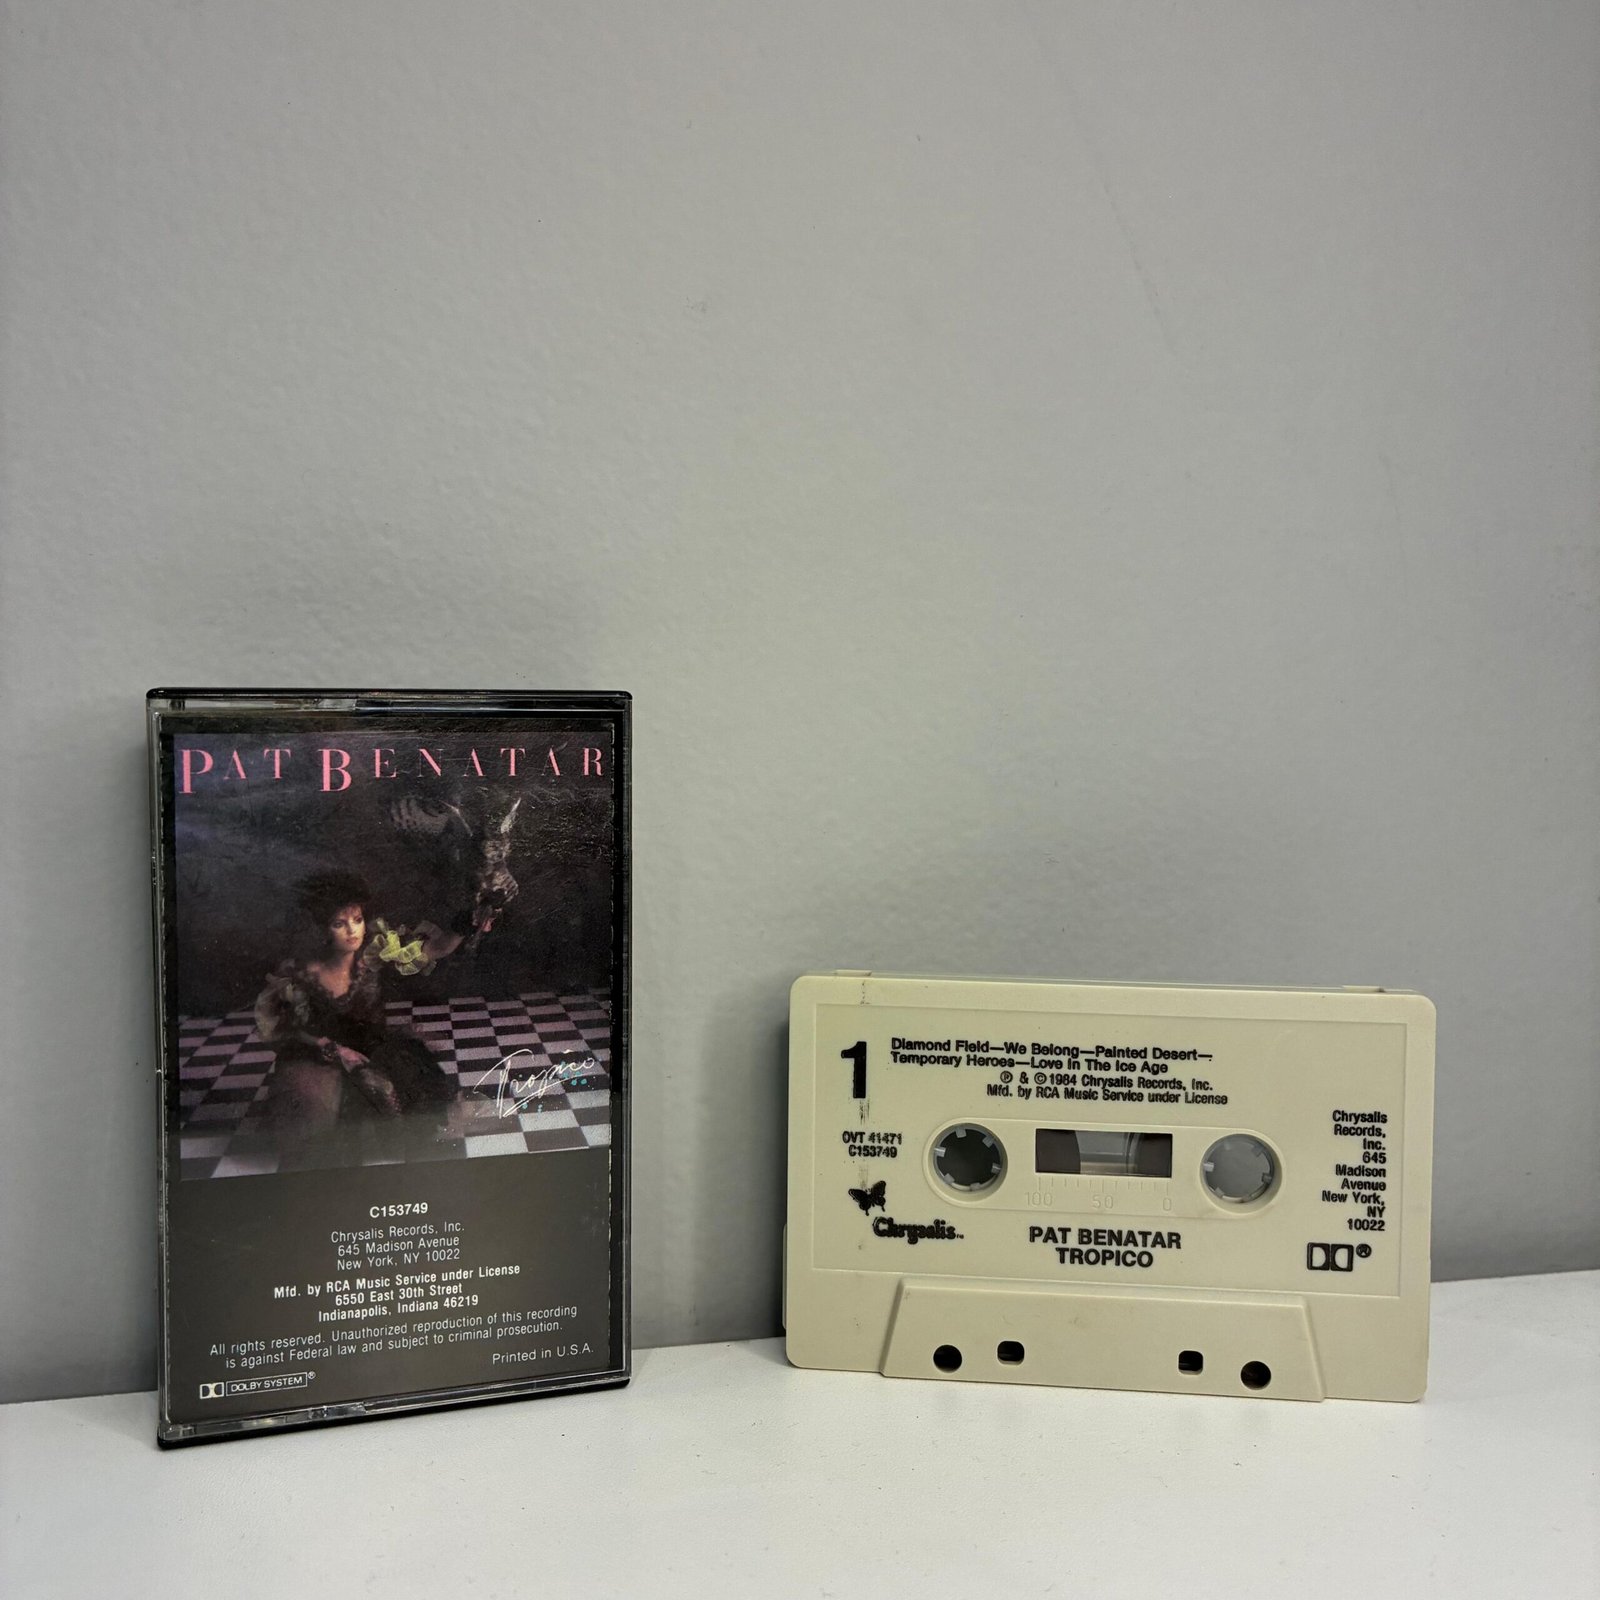 PAT BENATAR
Tropico
C153749
Chrysalis Records, Inc.
645 Madison Avenue
New York, NY 10022
Mfd. by RCA Music Service under License
6550 East 30th Street
Indianapolis, Indiana 46219
All rights reserved. Unauthorized reproduction of this recording
is against Federal law and subject to criminal prosecution.
Printed in U.S.A.
DOLBY SYSTEM®
1
Diamond Field—We Belong—Painted Desert—
Temporary Heroes—Love In The Ice Age
℗ & © 1984 Chrysalis Records, Inc.
Mfd. by RCA Music Service under License
OVT 41471
C153749
Chrysalis™
100 50 0
PAT BENATAR
TROPICO
Chrysalis
Records,
Inc.
645
Madison
Avenue
New York,
NY
10022
®